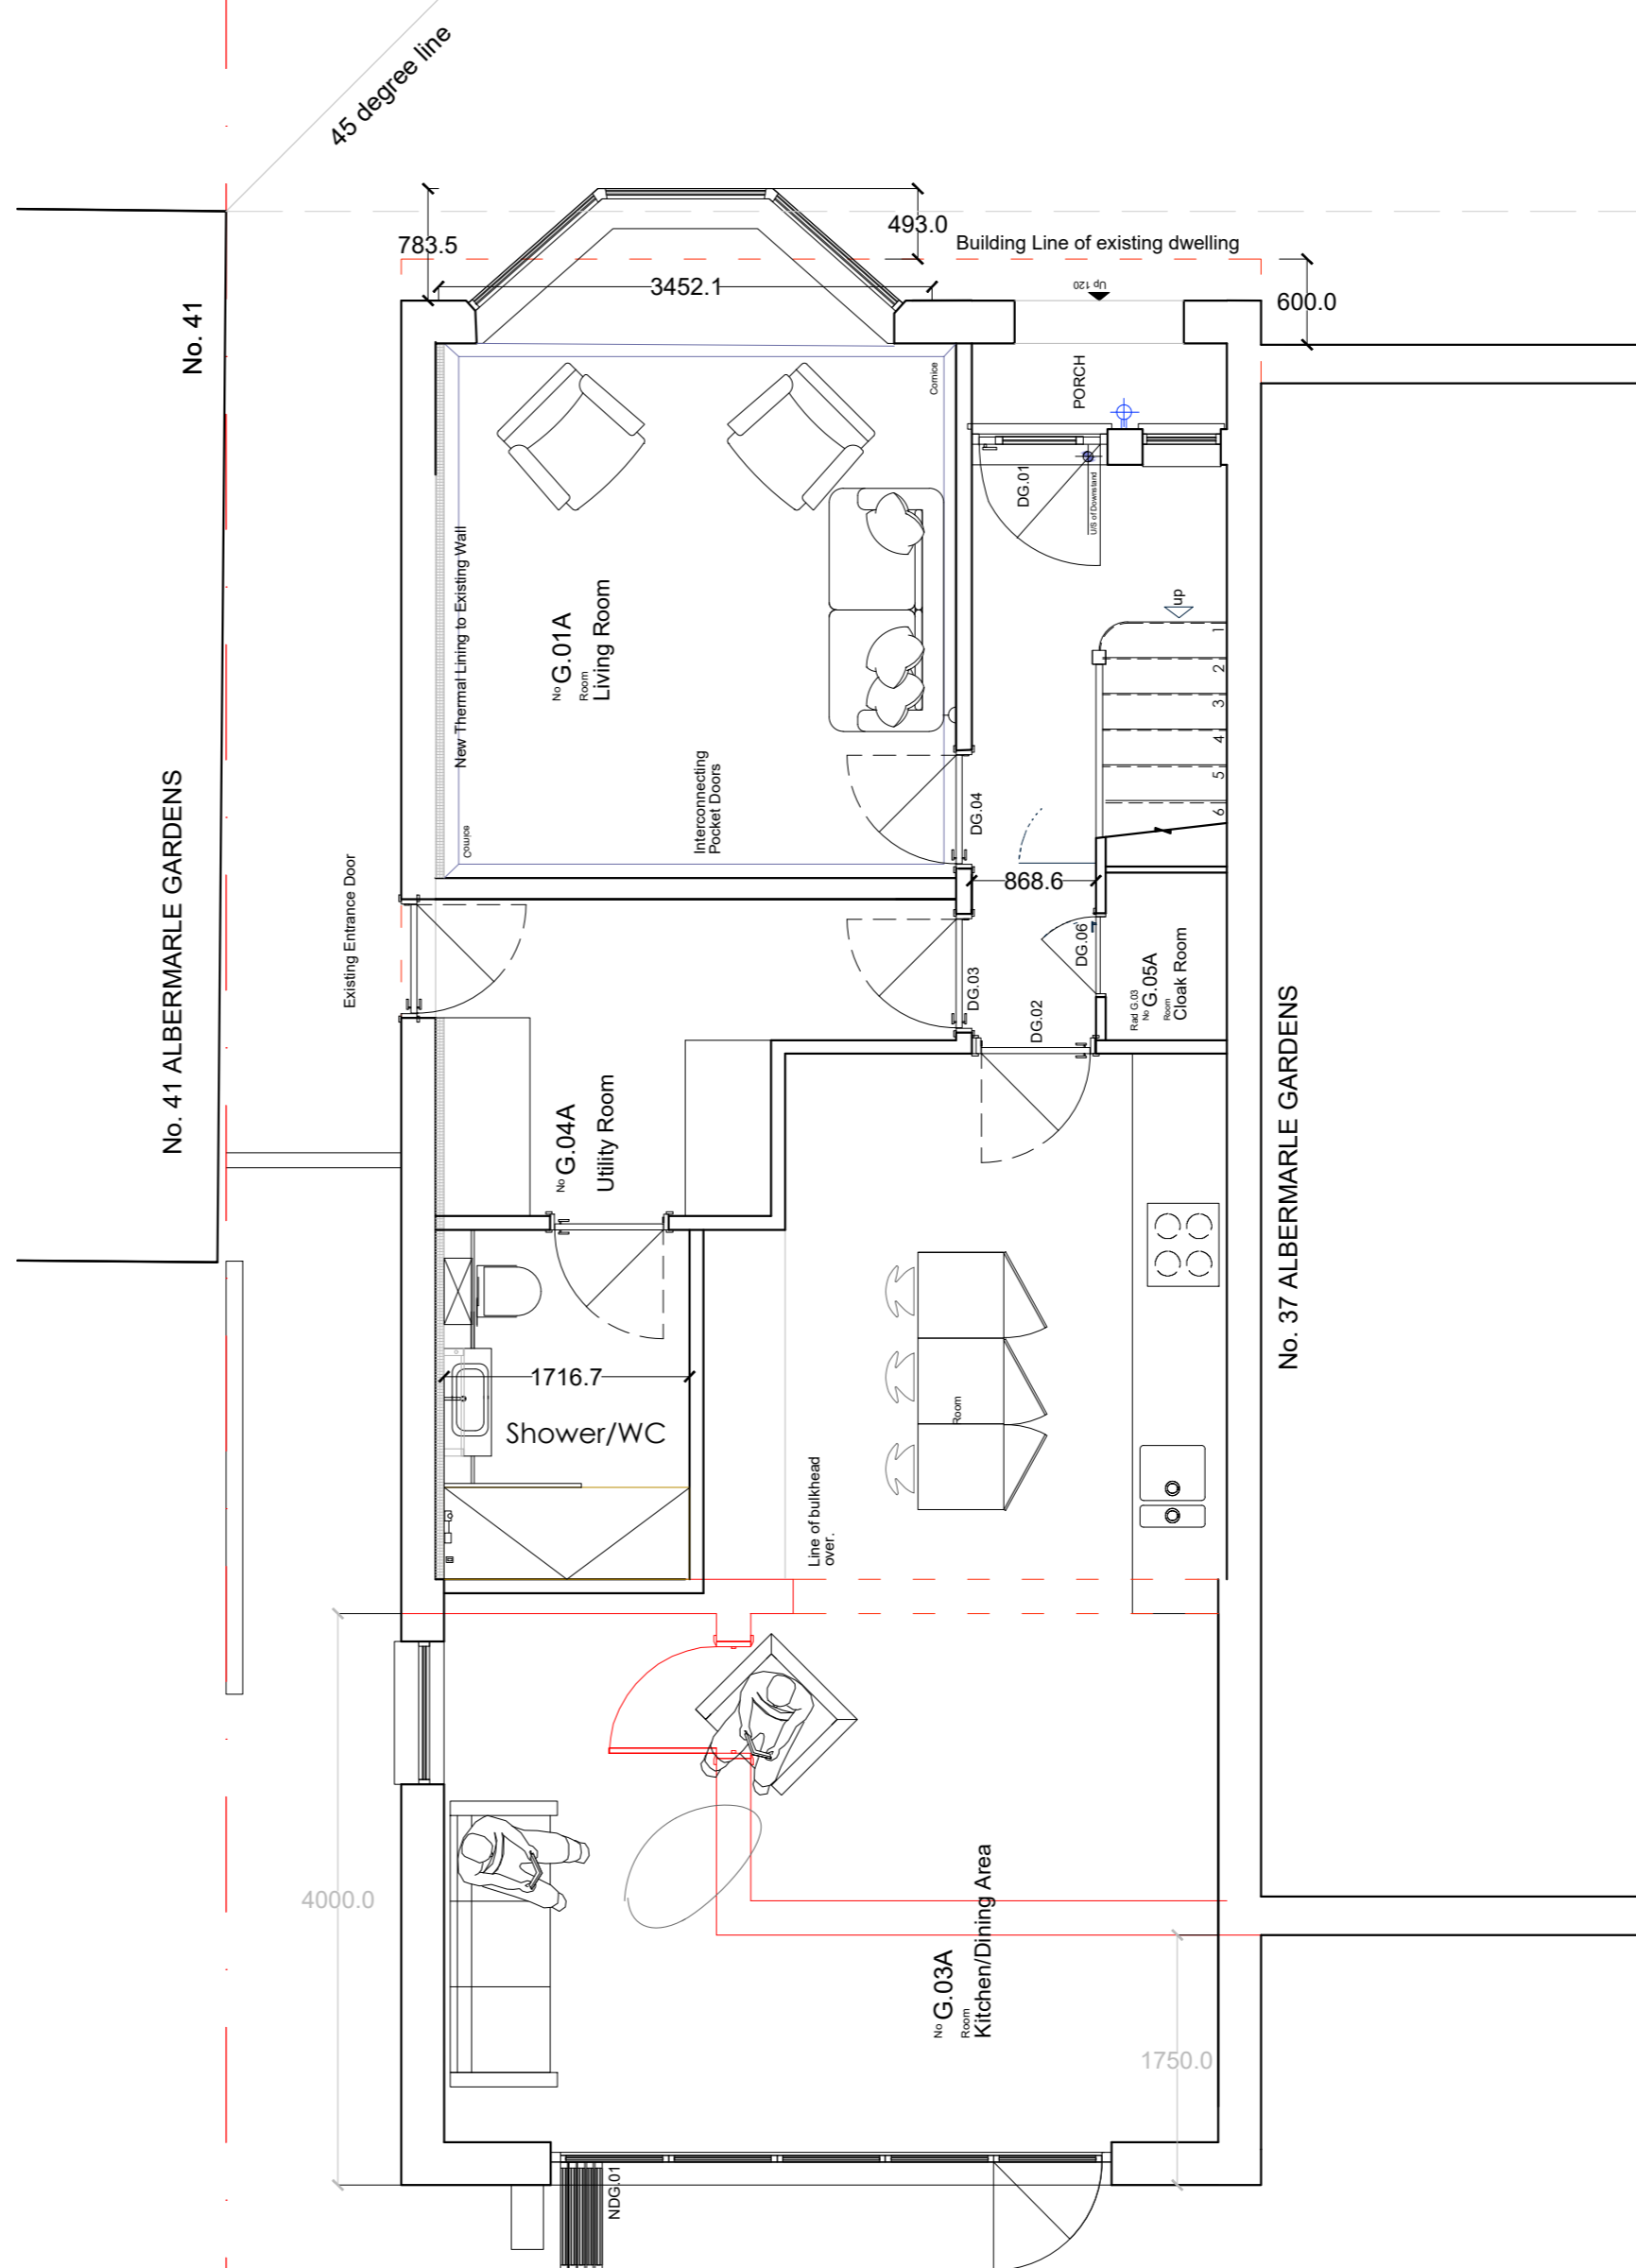 45 degree line
783.5
493.0
Building Line of existing dwelling
3452.1
Up 120
600.0
No. 41
PORCH
Cornice
DG.01
U/S of Downstand
New Thermal Lining to Existing Wall
No G.01A
Room
Living Room
up
1
2
3
4
5
6
Interconnecting
Pocket Doors
DG.04
Cornice
868.6
No. 41 ALBERMARLE GARDENS
Existing Entrance Door
DG.03
DG.06
DG.02
Rad G.03
No G.05A
Room
Cloak Room
No. 37 ALBERMARLE GARDENS
No G.04A
Utility Room
1716.7
Shower/WC
Room
Line of bulkhead
over.
4000.0
No G.03A
Room
Kitchen/Dining Area
1750.0
NDG.01